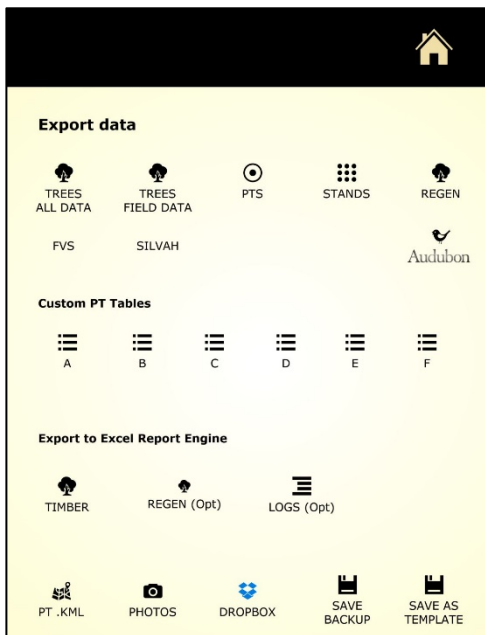 Export data
TREES ALL DATA
TREES FIELD DATA
PTS
STANDS
REGEN
FVS
SILVAH
Audubon
Custom PT Tables
A
B
C
D
E
F
Export to Excel Report Engine
TIMBER
REGEN (Opt)
LOGS (Opt)
PT .KML
PHOTOS
DROPBOX
SAVE BACKUP
SAVE AS TEMPLATE